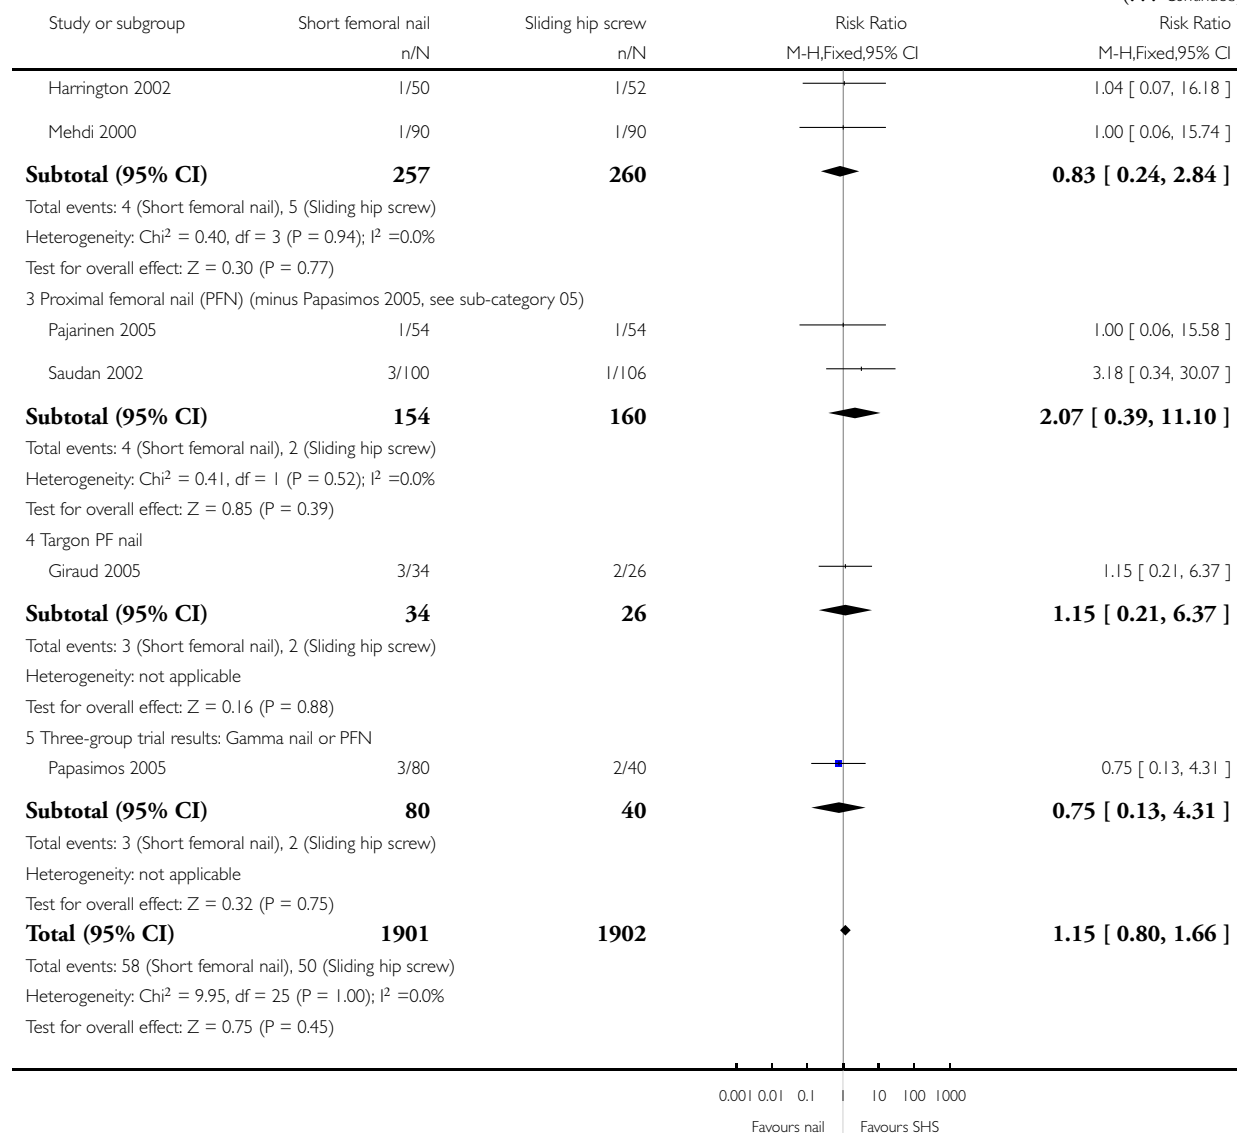 Continued
Study or subgroup Short femoral nail Sliding hip screw Risk Ratio Risk Ratio
n/N n/N M-H,Fixed,95% CI M-H,Fixed,95% CI
Harrington 2002 1/50 1/52 1.04 [ 0.07, 16.18 ]
Mehdi 2000 1/90 1/90 1.00 [ 0.06, 15.74 ]
Subtotal (95% CI) 257 260 0.83 [ 0.24, 2.84 ]
Total events: 4 (Short femoral nail), 5 (Sliding hip screw)
Heterogeneity: Chi² = 0.40, df = 3 (P = 0.94); I² =0.0%
Test for overall effect: Z = 0.30 (P = 0.77)
3 Proximal femoral nail (PFN) (minus Papasimos 2005, see sub-category 05)
Pajarinen 2005 1/54 1/54 1.00 [ 0.06, 15.58 ]
Saudan 2002 3/100 1/106 3.18 [ 0.34, 30.07 ]
Subtotal (95% CI) 154 160 2.07 [ 0.39, 11.10 ]
Total events: 4 (Short femoral nail), 2 (Sliding hip screw)
Heterogeneity: Chi² = 0.41, df = 1 (P = 0.52); I² =0.0%
Test for overall effect: Z = 0.85 (P = 0.39)
4 Targon PF nail
Giraud 2005 3/34 2/26 1.15 [ 0.21, 6.37 ]
Subtotal (95% CI) 34 26 1.15 [ 0.21, 6.37 ]
Total events: 3 (Short femoral nail), 2 (Sliding hip screw)
Heterogeneity: not applicable
Test for overall effect: Z = 0.16 (P = 0.88)
5 Three-group trial results: Gamma nail or PFN
Papasimos 2005 3/80 2/40 0.75 [ 0.13, 4.31 ]
Subtotal (95% CI) 80 40 0.75 [ 0.13, 4.31 ]
Total events: 3 (Short femoral nail), 2 (Sliding hip screw)
Heterogeneity: not applicable
Test for overall effect: Z = 0.32 (P = 0.75)
Total (95% CI) 1901 1902 1.15 [ 0.80, 1.66 ]
Total events: 58 (Short femoral nail), 50 (Sliding hip screw)
Heterogeneity: Chi² = 9.95, df = 25 (P = 1.00); I² =0.0%
Test for overall effect: Z = 0.75 (P = 0.45)
0.001 0.01 0.1 1 10 100 1000
Favours nail Favours SHS